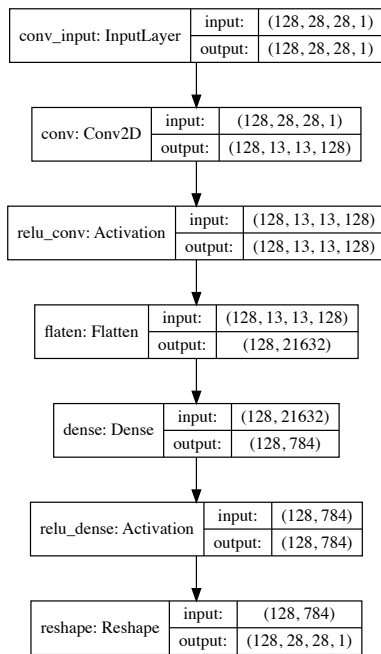 conv_input: InputLayer
input: (128, 28, 28, 1)
output: (128, 28, 28, 1)
conv: Conv2D
input: (128, 28, 28, 1)
output: (128, 13, 13, 128)
relu_conv: Activation
input: (128, 13, 13, 128)
output: (128, 13, 13, 128)
flaten: Flatten
input: (128, 13, 13, 128)
output: (128, 21632)
dense: Dense
input: (128, 21632)
output: (128, 784)
relu_dense: Activation
input: (128, 784)
output: (128, 784)
reshape: Reshape
input: (128, 784)
output: (128, 28, 28, 1)